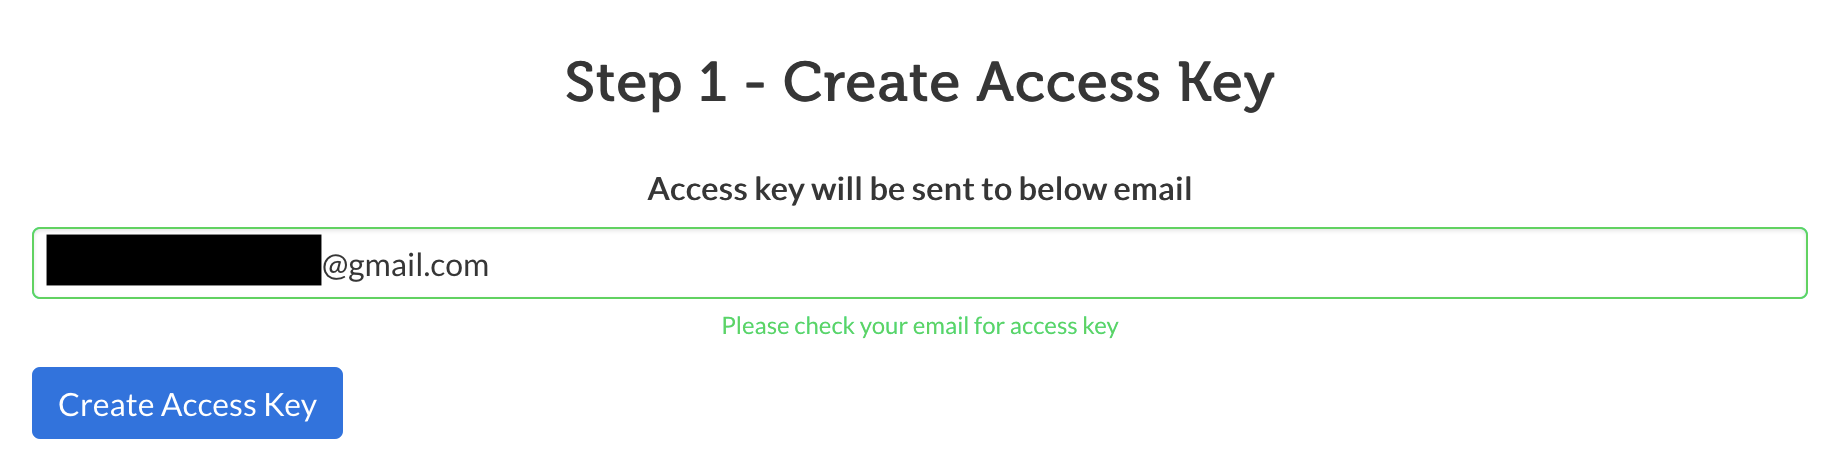 Step 1 - Create Access Key
Access key will be sent to below email
@gmail.com
Please check your email for access key
Create Access Key